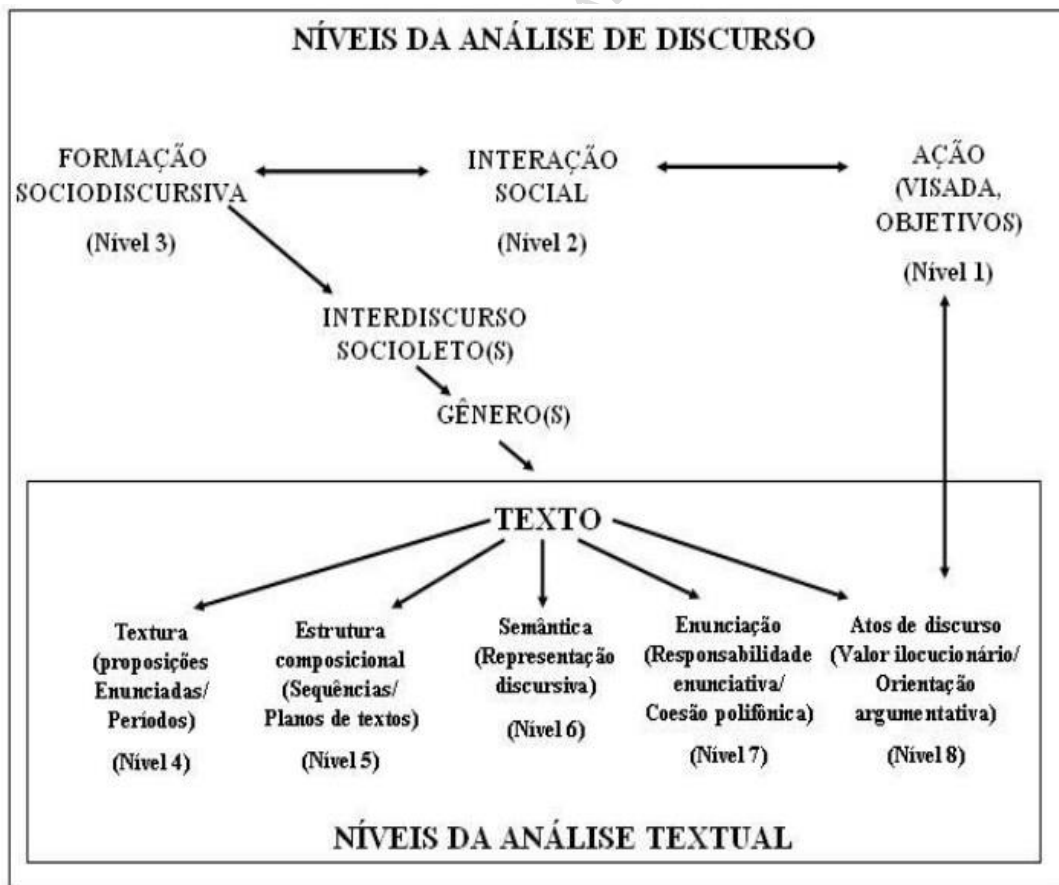 NÍVEIS DA ANÁLISE DE DISCURSO
FORMAÇÃO
SOCIODISCURSIVA
(Nível 3)
INTERAÇÃO
SOCIAL
(Nível 2)
AÇÃO
(VISADA,
OBJETIVOS)
(Nível 1)
INTERDISCURSO
SOCIOLETO(S)
GÊNERO(S)
TEXTO
Textura
(proposições
Enunciadas/
Períodos)
(Nível 4)
Estrutura
composicional
(Sequências/
Planos de textos)
(Nível 5)
Semântica
(Representação
discursiva)
(Nível 6)
Enunciação
(Responsabilidade
enunciativa/
Coesão polifônica)
(Nível 7)
Atos de discurso
(Valor ilocucionário/
Orientação
argumentativa)
(Nível 8)
NÍVEIS DA ANÁLISE TEXTUAL